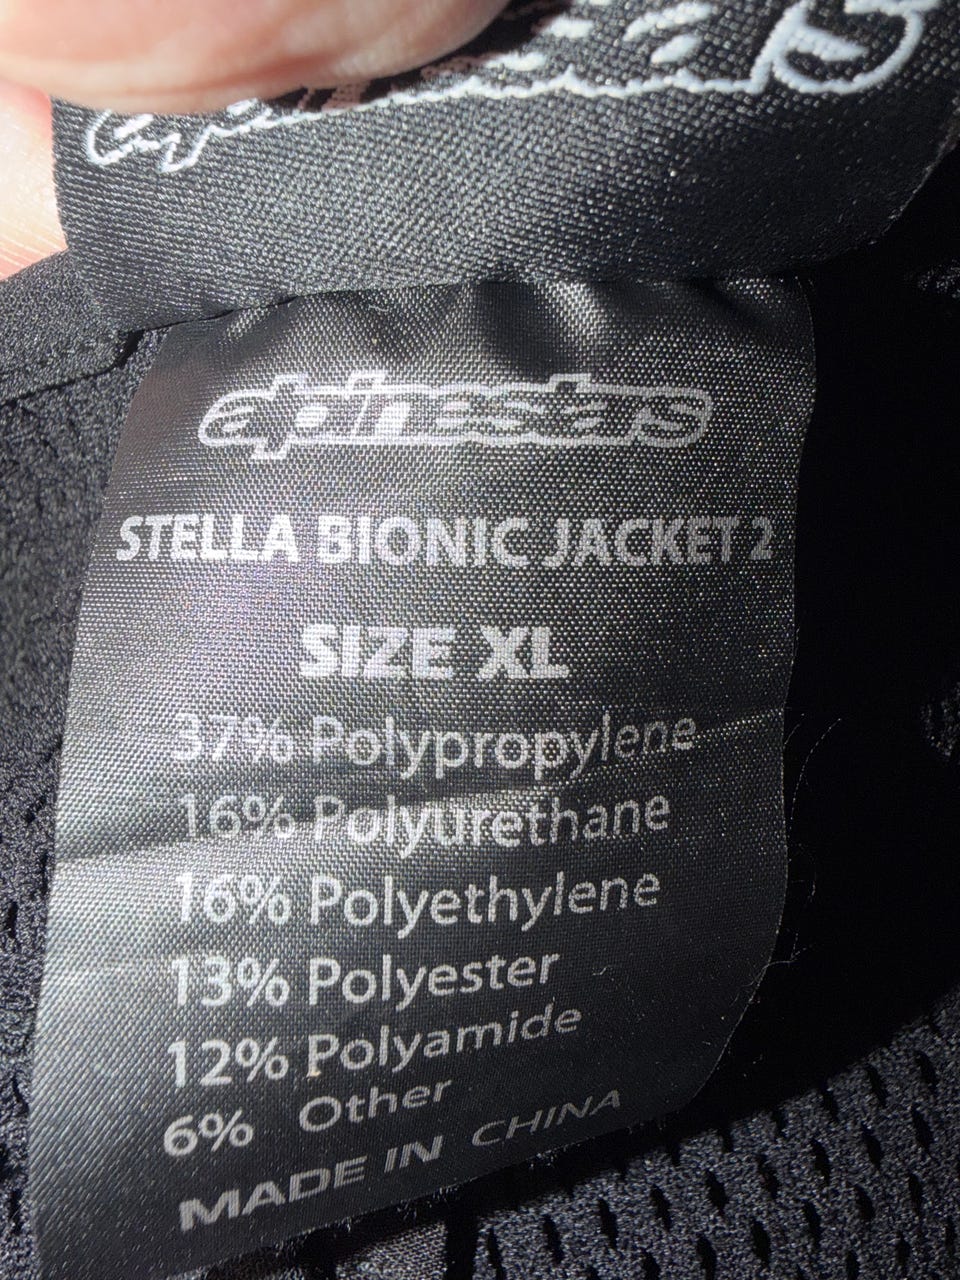 alpinestars
STELLA BIONIC JACKET 2
SIZE XL
37% Polypropylene
16% Polyurethane
16% Polyethylene
13% Polyester
12% Polyamide
6% Other
MADE IN CHINA